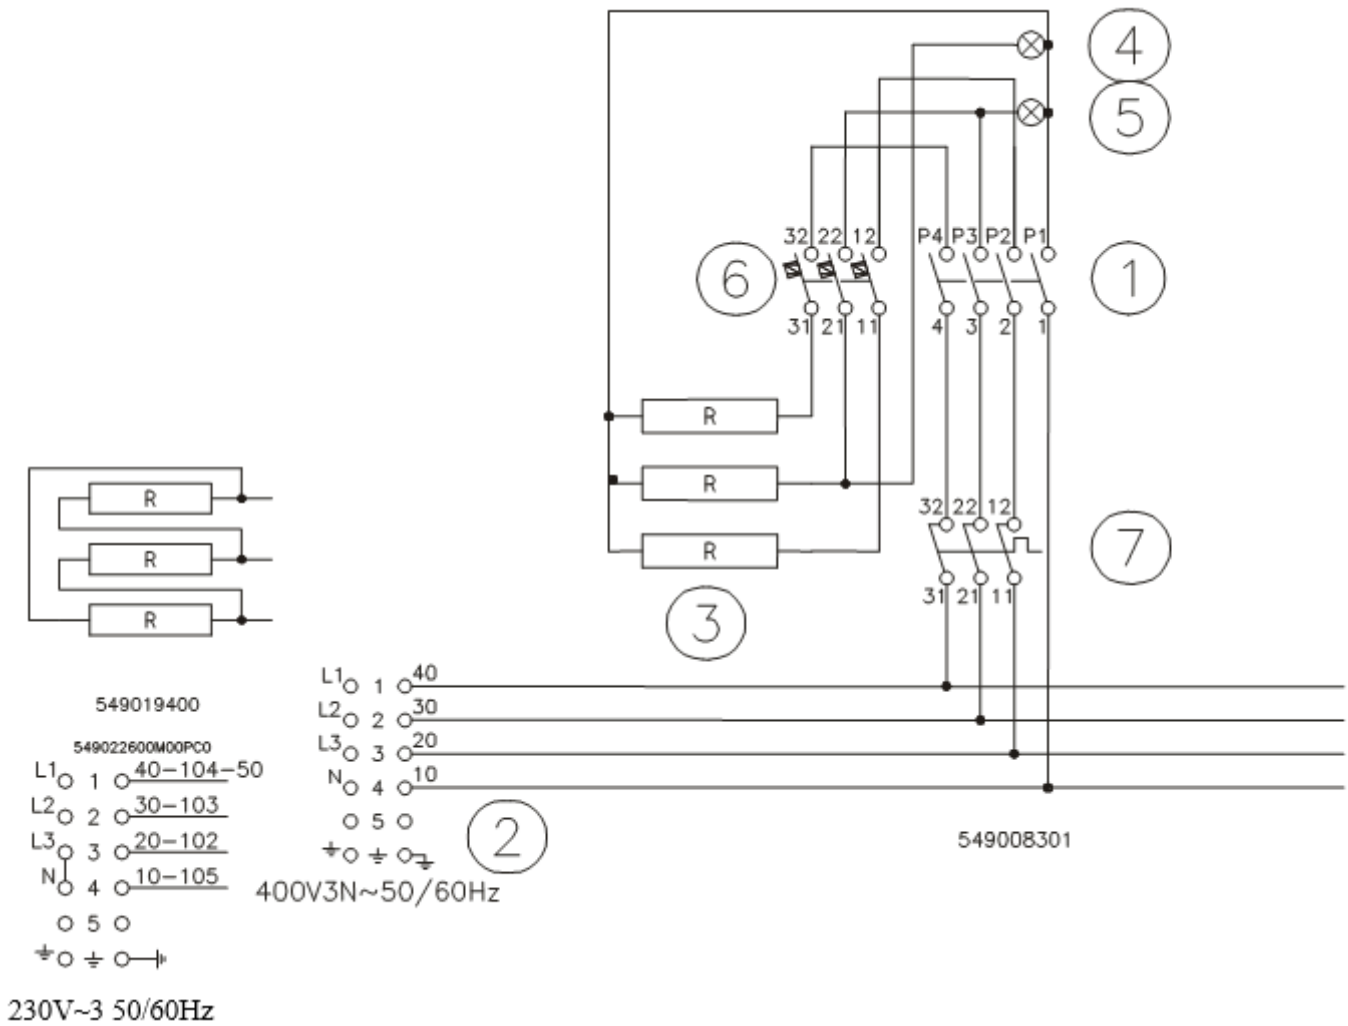 4
5
32 22 12 P4 P3 P2 P1
6
1
31 21 11 4 3 2 1
R
R
R
3
32 22 12
7
31 21 11
R
R
R
549019400
549022600M00PC0
L1 1 40-104-50
L2 2 30-103
L3 3 20-102
N 4 10-105
5
230V~3 50/60Hz
L1 1 40
L2 2 30
L3 3 20
N 4 10
5
2
400V3N~50/60Hz
549008301